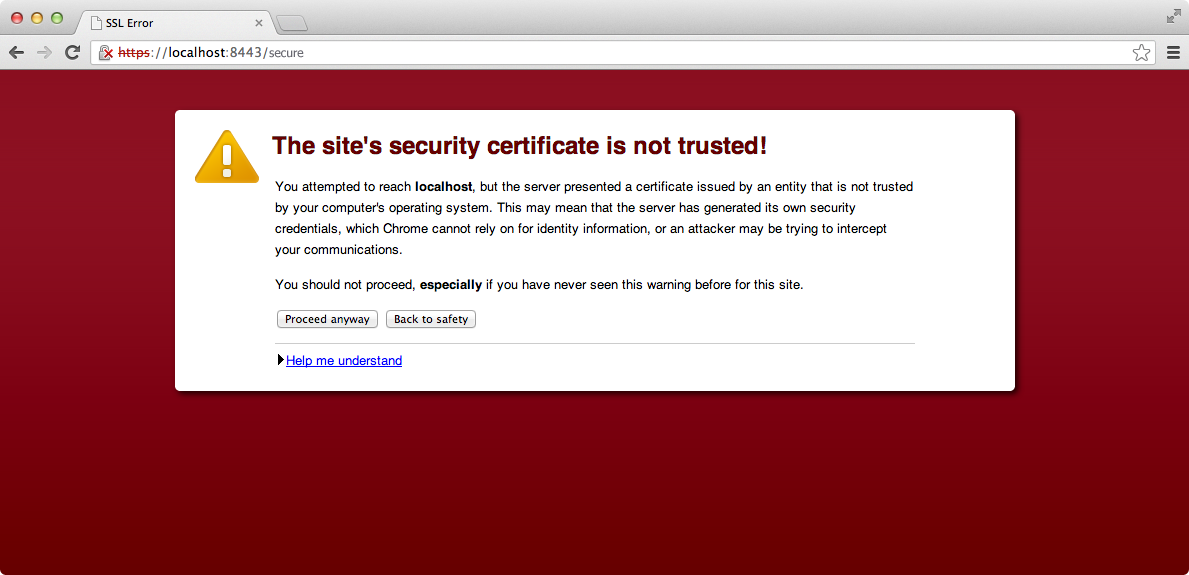 SSL Error
https://localhost:8443/secure
The site's security certificate is not trusted!
You attempted to reach localhost, but the server presented a certificate issued by an entity that is not trusted
by your computer's operating system. This may mean that the server has generated its own security
credentials, which Chrome cannot rely on for identity information, or an attacker may be trying to intercept
your communications.
You should not proceed, especially if you have never seen this warning before for this site.
Proceed anyway Back to safety
Help me understand